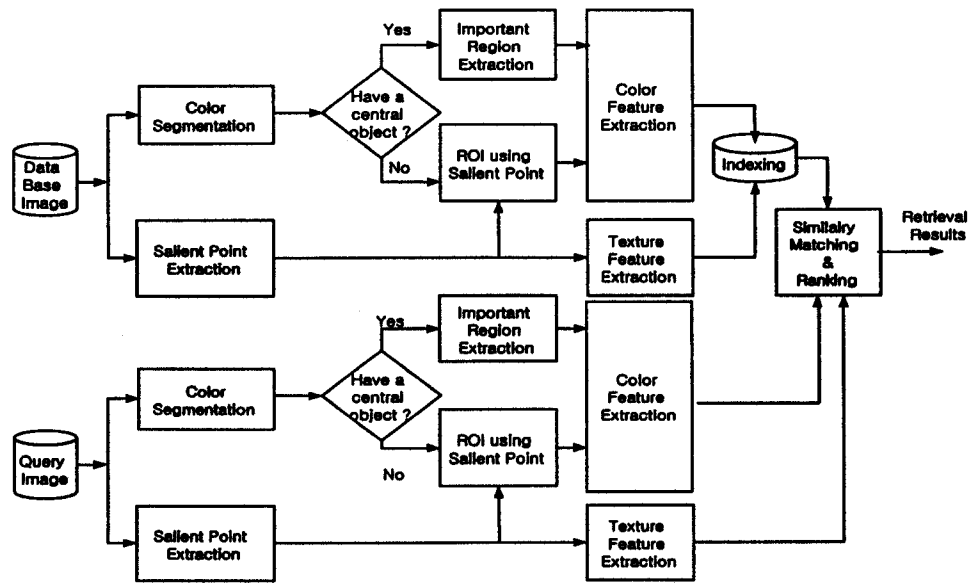 Yes
Important
Region
Extraction
Color
Segmentation
Have a
central
object ?
Color
Feature
Extraction
Data
Base
Image
No
ROI using
Salient Point
Indexing
Salient Point
Extraction
Texture
Feature
Extraction
Similairy
Matching
&
Ranking
Retrieval
Results
Yes
Important
Region
Extraction
Color
Segmentation
Have a
central
object ?
Color
Feature
Extraction
Query
Image
No
ROI using
Salient Point
Salient Point
Extraction
Texture
Feature
Extraction